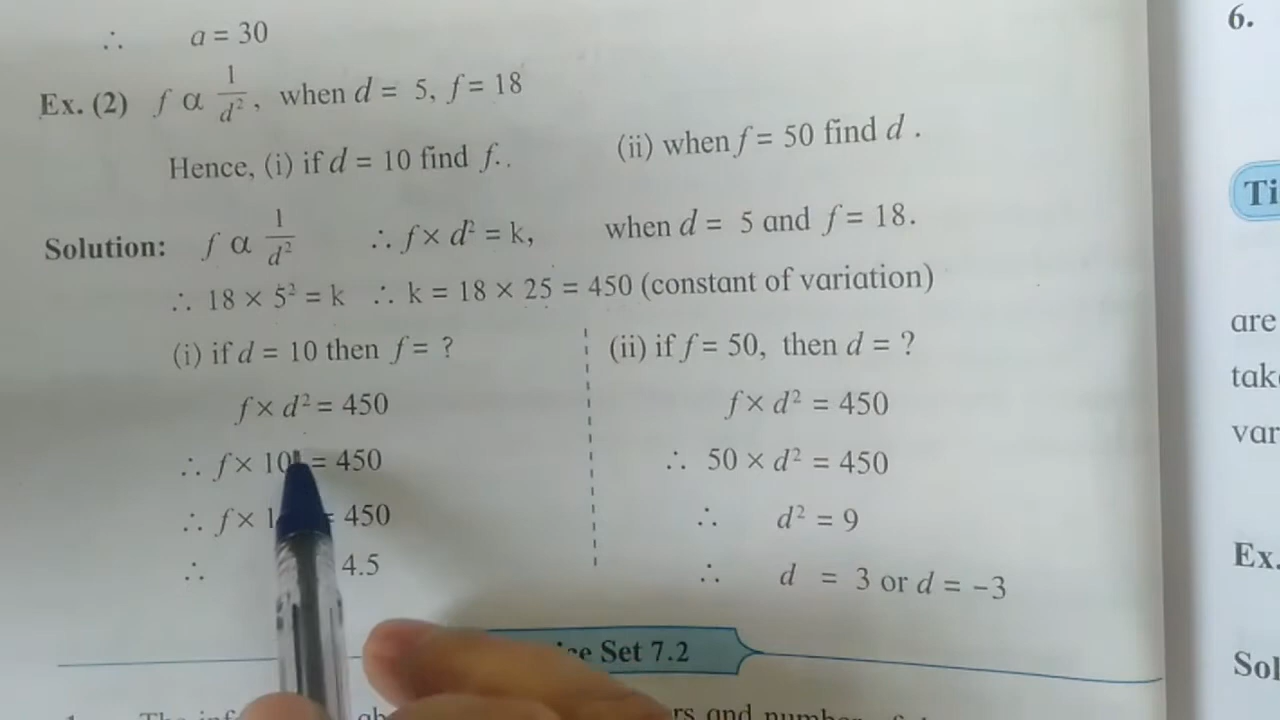 ∴ a = 30
Ex. (2) f α 1/d², when d = 5, f = 18
Hence, (i) if d = 10 find f..
(ii) when f = 50 find d .
Solution: f α 1/d² ∴ f × d² = k, when d = 5 and f = 18.
∴ 18 × 5² = k ∴ k = 18 × 25 = 450 (constant of variation)
(i) if d = 10 then f = ?
f × d² = 450
∴ f × 10 = 450
∴ f × 1 = 450
∴ 4.5
(ii) if f = 50, then d = ?
f × d² = 450
∴ 50 × d² = 450
∴ d² = 9
∴ d = 3 or d = −3
Set 7.2
The
and
6.
Ti
are
tak
var
Ex.
Sol